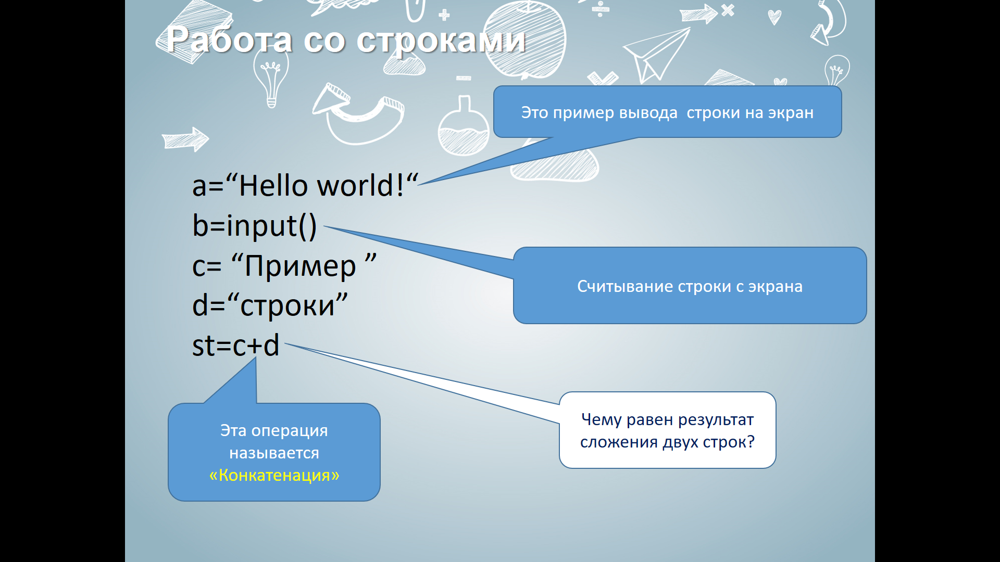 Работа со строками
Это пример вывода  строки на экран
a=“Hello world!“
b=input()
c= “Пример ”
d=“строки”
st=c+d
Считывание строки с экрана
Чему равен результат
сложения двух строк?
Эта операция
называется
«Конкатенация»